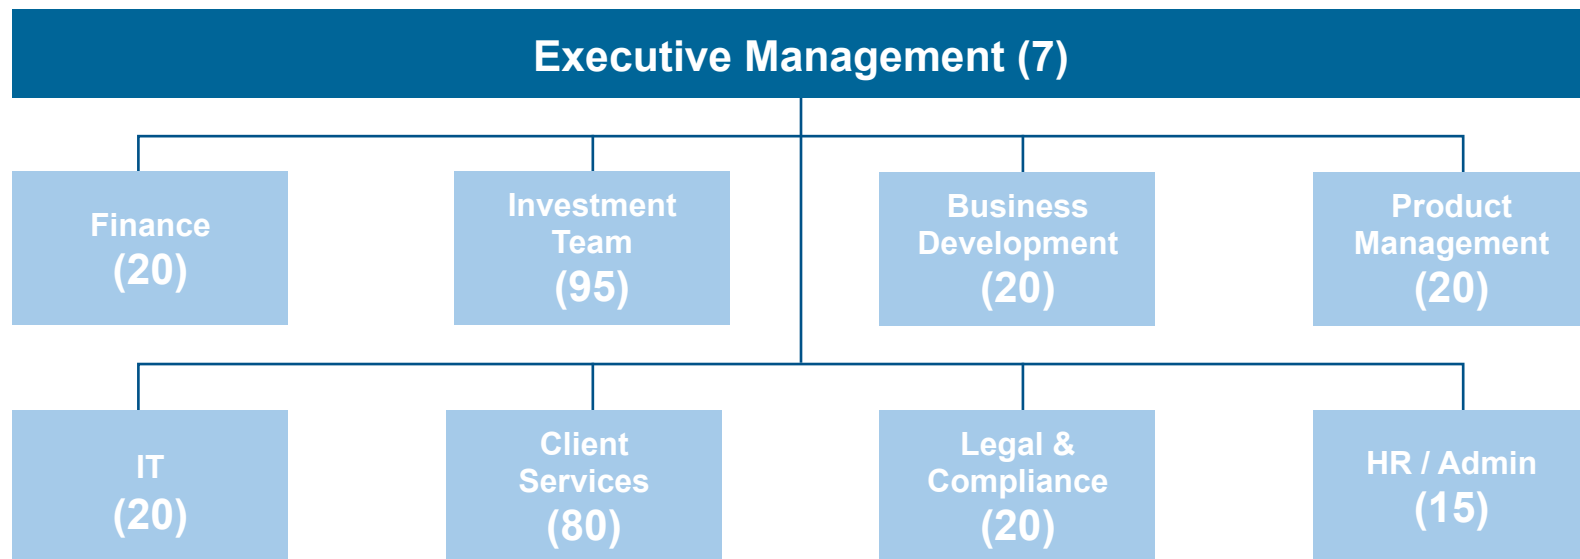 Executive Management (7)
Finance
(20)
Investment
Team
(95)
Business
Development
(20)
Product
Management
(20)
IT
(20)
Client
Services
(80)
Legal &
Compliance
(20)
HR / Admin
(15)